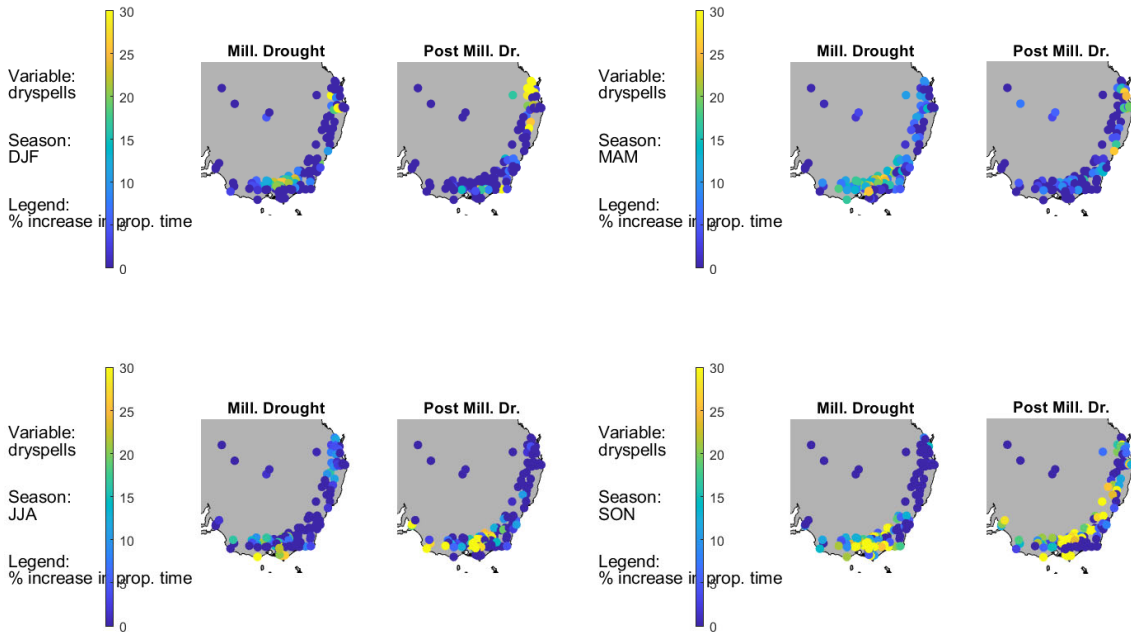 30
25
20
15
10
5
0
Mill. Drought
Post Mill. Dr.
Variable:
dryspells
Season:
DJF
Legend:
% increase in prop. time
30
25
20
15
10
5
0
Mill. Drought
Post Mill. Dr.
Variable:
dryspells
Season:
MAM
Legend:
% increase in prop. time
30
25
20
15
10
5
0
Mill. Drought
Post Mill. Dr.
Variable:
dryspells
Season:
JJA
Legend:
% increase in prop. time
30
25
20
15
10
5
0
Mill. Drought
Post Mill. Dr.
Variable:
dryspells
Season:
SON
Legend:
% increase in prop. time